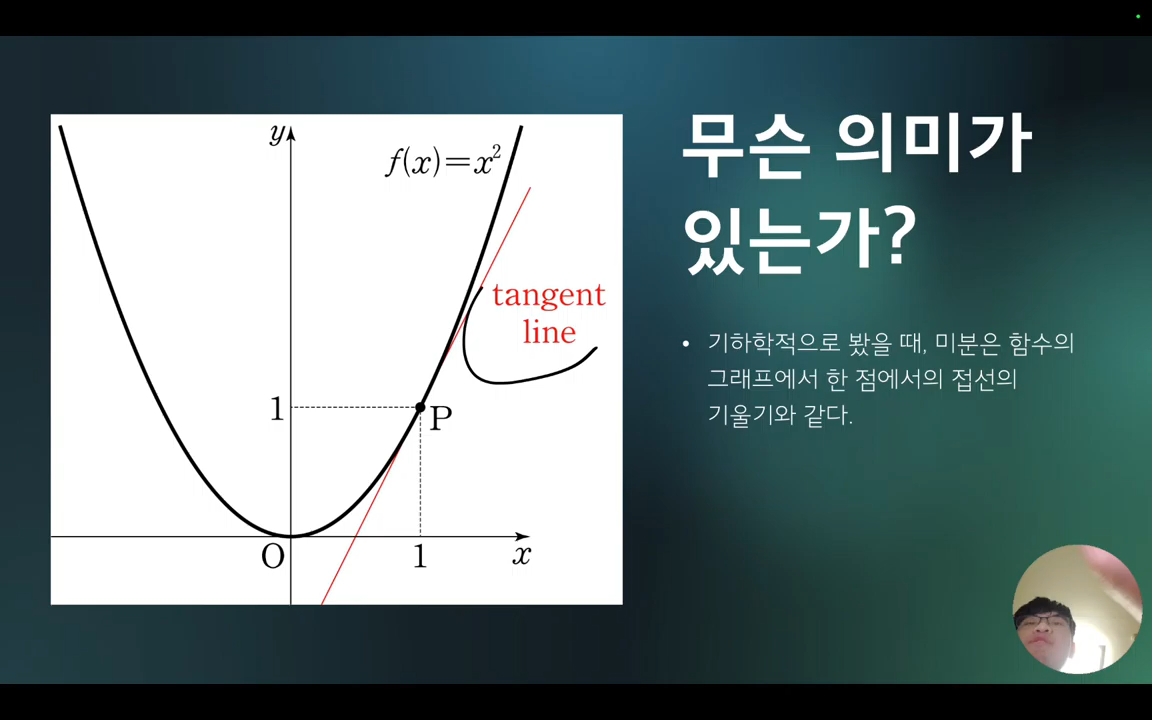 무슨 의미가
있는가?
• 기하학적으로 봤을 때, 미분은 함수의
그래프에서 한 점에서의 접선의
기울기와 같다.
y
f(x)=x²
tangent
line
1
P
O
1
x